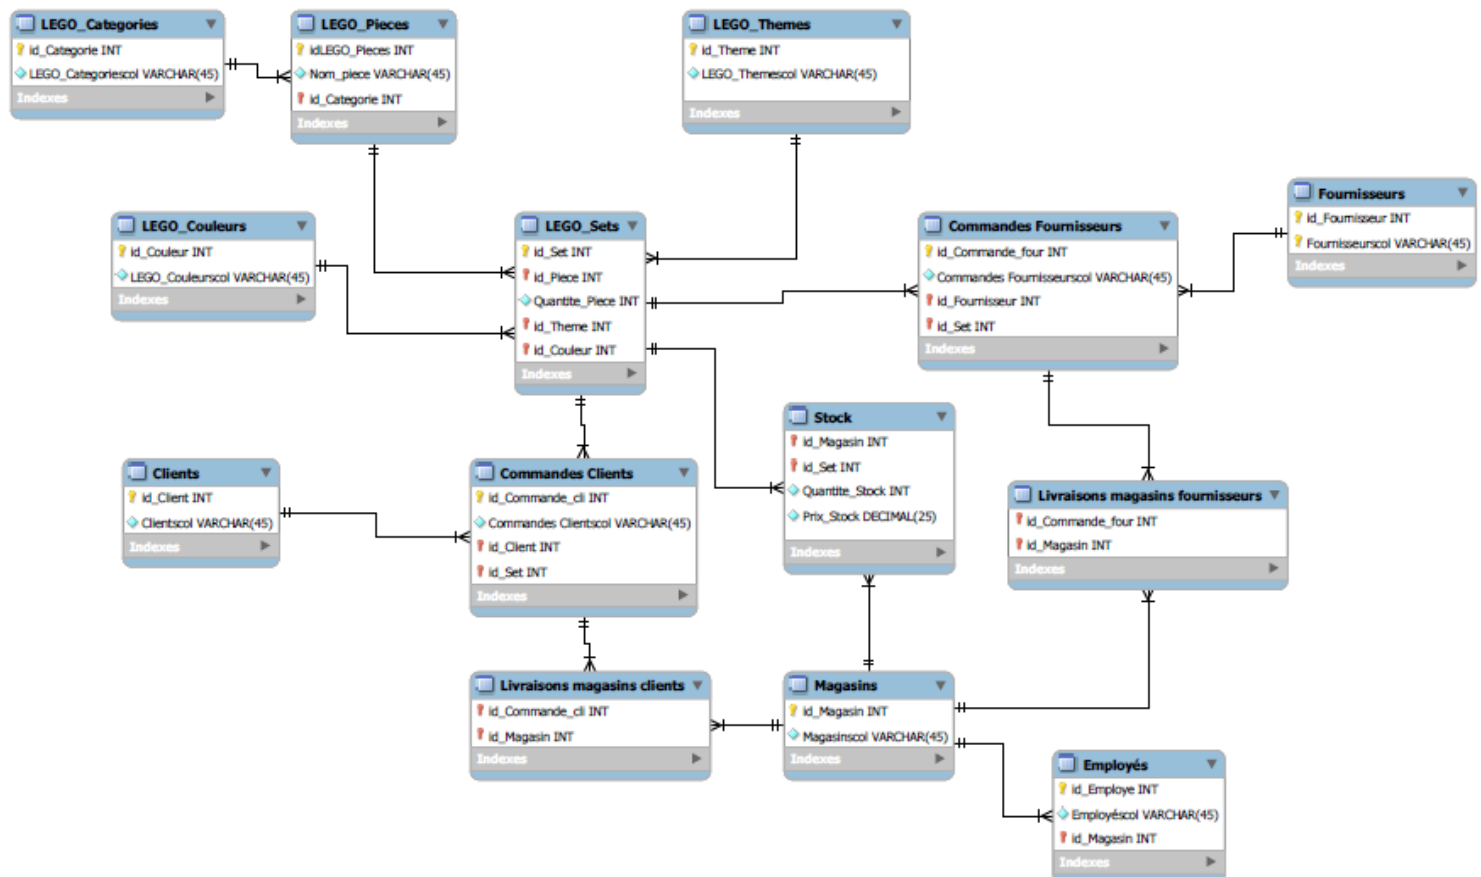 LEGO_Categories
id_Categorie INT
LEGO_Categoriescol VARCHAR(45)
Indexes
LEGO_Pieces
idLEGO_Pieces INT
Nom_piece VARCHAR(45)
id_Categorie INT
Indexes
LEGO_Themes
id_Theme INT
LEGO_Themescol VARCHAR(45)
Indexes
LEGO_Couleurs
id_Couleur INT
LEGO_Couleurscol VARCHAR(45)
Indexes
LEGO_Sets
id_Set INT
id_Piece INT
Quantite_Piece INT
id_Theme INT
id_Couleur INT
Indexes
Commandes Fournisseurs
id_Commande_four INT
Commandes Fournisseurscol VARCHAR(45)
id_Fournisseur INT
id_Set INT
Indexes
Fournisseurs
id_Fournisseur INT
Fournisseurscol VARCHAR(45)
Indexes
Clients
id_Client INT
Clientscol VARCHAR(45)
Indexes
Commandes Clients
id_Commande_cli INT
Commandes Clientscol VARCHAR(45)
id_Client INT
id_Set INT
Indexes
Stock
id_Magasin INT
id_Set INT
Quantite_Stock INT
Prix_Stock DECIMAL(25)
Indexes
Livraisons magasins fournisseurs
id_Commande_four INT
id_Magasin INT
Indexes
Livraisons magasins clients
id_Commande_cli INT
id_Magasin INT
Indexes
Magasins
id_Magasin INT
Magasinscol VARCHAR(45)
Indexes
Employés
id_Employe INT
Employéscol VARCHAR(45)
id_Magasin INT
Indexes